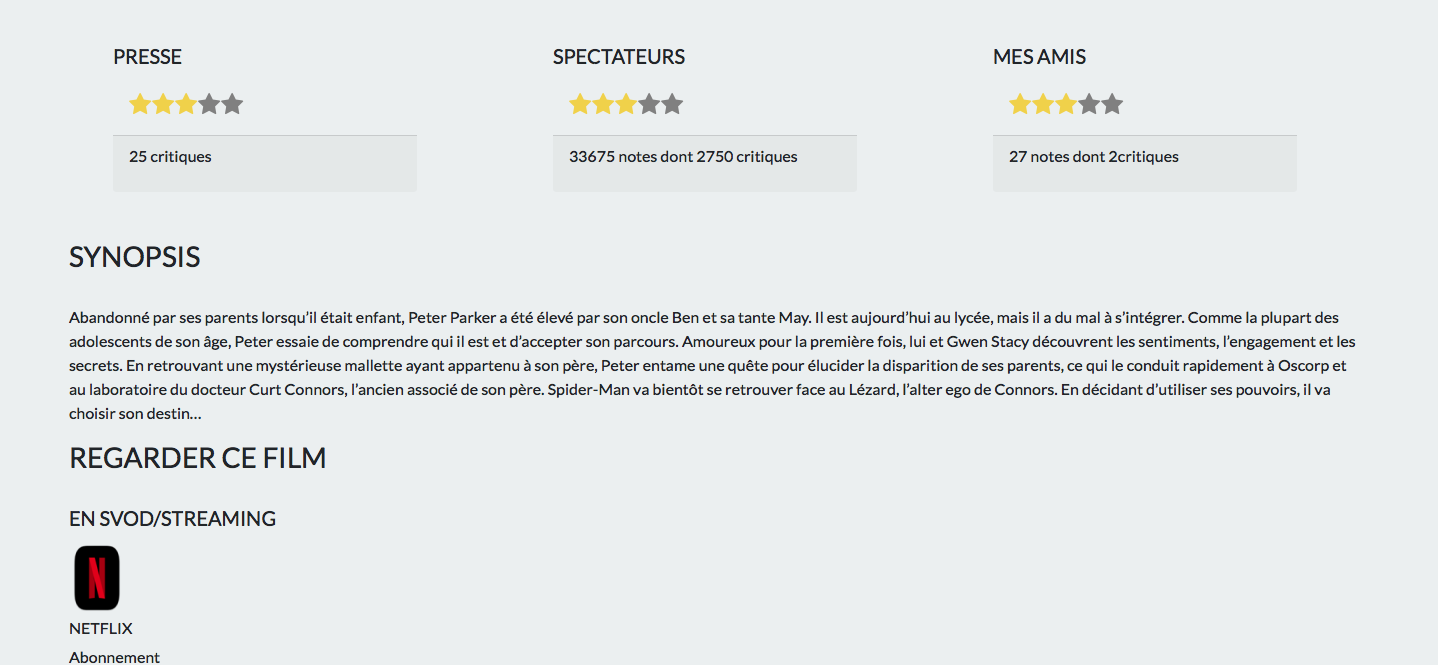 PRESSE
SPECTATEURS
MES AMIS
25 critiques
33675 notes dont 2750 critiques
27 notes dont 2critiques
SYNOPSIS
Abandonné par ses parents lorsqu’il était enfant, Peter Parker a été élevé par son oncle Ben et sa tante May. Il est aujourd’hui au lycée, mais il a du mal à s’intégrer. Comme la plupart des
adolescents de son âge, Peter essaie de comprendre qui il est et d’accepter son parcours. Amoureux pour la première fois, lui et Gwen Stacy découvrent les sentiments, l’engagement et les
secrets. En retrouvant une mystérieuse mallette ayant appartenu à son père, Peter entame une quête pour élucider la disparition de ses parents, ce qui le conduit rapidement à Oscorp et
au laboratoire du docteur Curt Connors, l’ancien associé de son père. Spider-Man va bientôt se retrouver face au Lézard, l’alter ego de Connors. En décidant d’utiliser ses pouvoirs, il va
choisir son destin…
REGARDER CE FILM
EN SVOD/STREAMING
N
NETFLIX
Abonnement